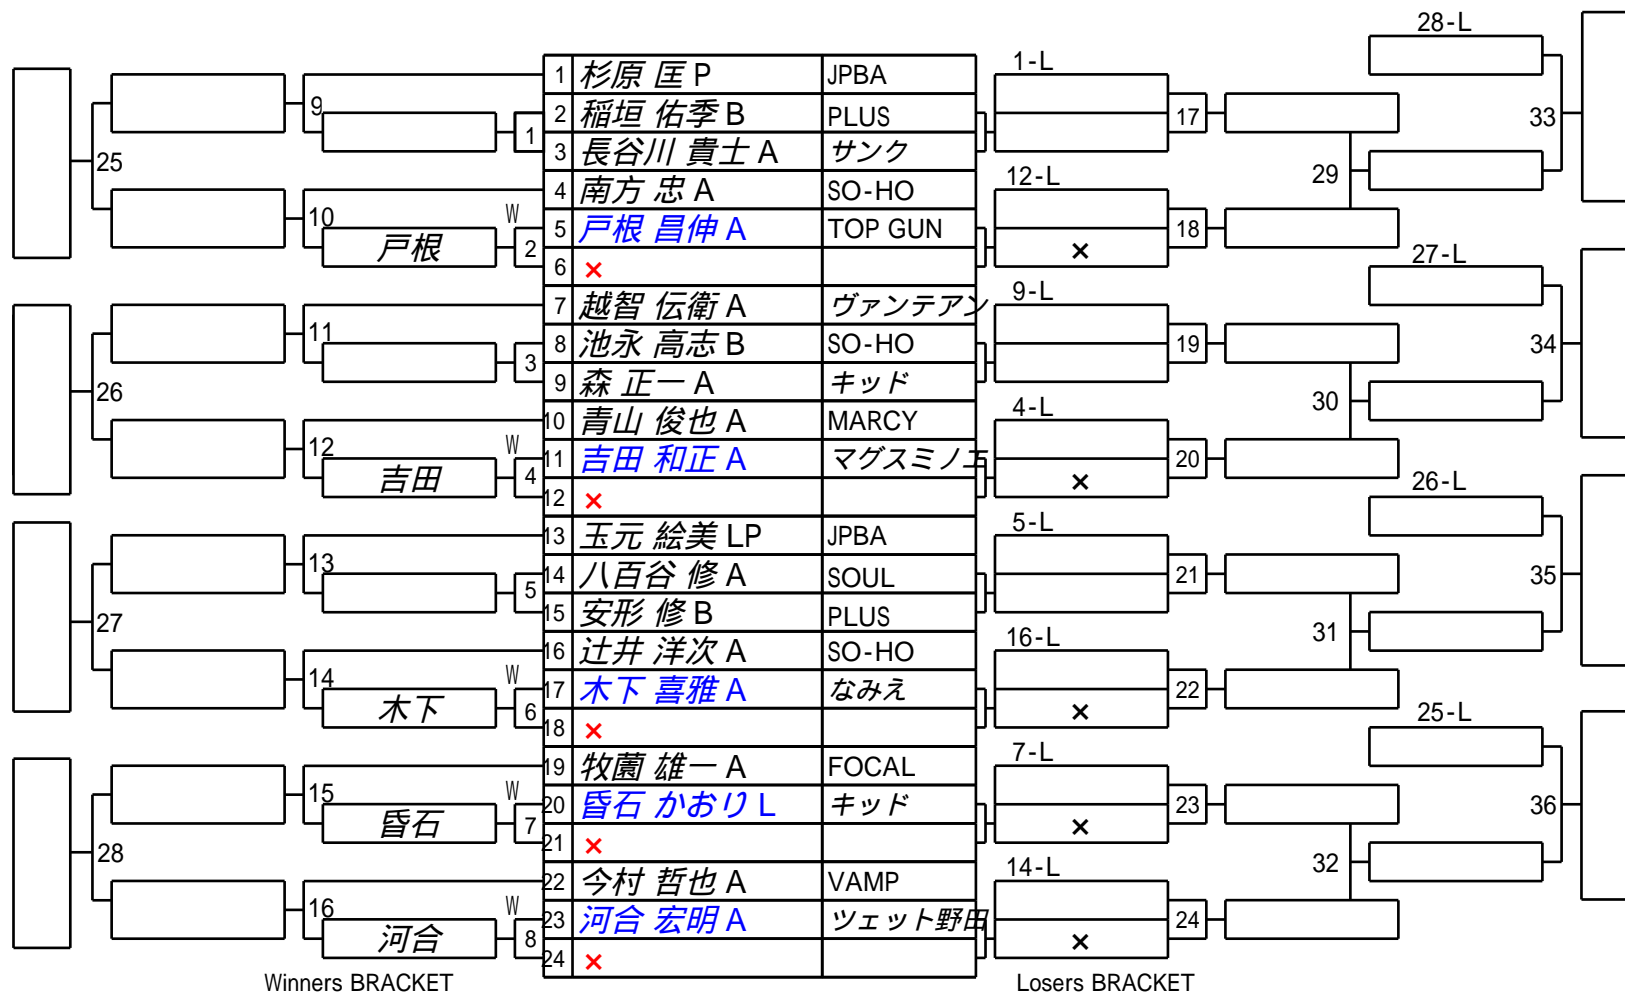 28-L
1-L
1 杉原 匡 P JPBA
9
2 稲垣 佑季 B PLUS
17
33
1
3 長谷川 貴士 A サンク
25
4 南方 忠 A SO-HO
12-L
29
10
W
5 戸根 昌伸 A TOP GUN
18
戸根
2
×
27-L
6 ×
9-L
7 越智 伝衛 A ヴァンテアン
11
8 池永 高志 B SO-HO
19
34
3
9 森 正一 A キッド
26
30
4-L
10 青山 俊也 A MARCY
12
W
11 吉田 和正 A マグスミノエ
20
吉田
4
×
26-L
12 ×
5-L
13 玉元 絵美 LP JPBA
13
14 八百谷 修 A SOUL
21
35
5
15 安形 修 B PLUS
27
31
16-L
16 辻井 洋次 A SO-HO
14
W
17 木下 喜雅 A なみえ
22
木下
6
×
25-L
18 ×
7-L
19 牧薗 雄一 A FOCAL
15
W
20 昏石 かおり L キッド
23
36
昏石
7
×
21 ×
28
32
14-L
22 今村 哲也 A VAMP
16
W
23 河合 宏明 A ツェット野田
24
河合
8
×
24 ×
Winners BRACKET
Losers BRACKET